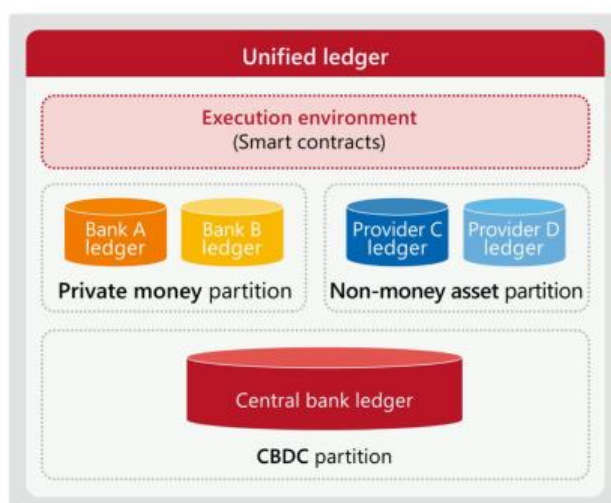 Unified ledger
Execution environment
(Smart contracts)
Bank A
ledger
Bank B
ledger
Provider C
ledger
Provider D
ledger
Private money partition
Non-money asset partition
Central bank ledger
CBDC partition